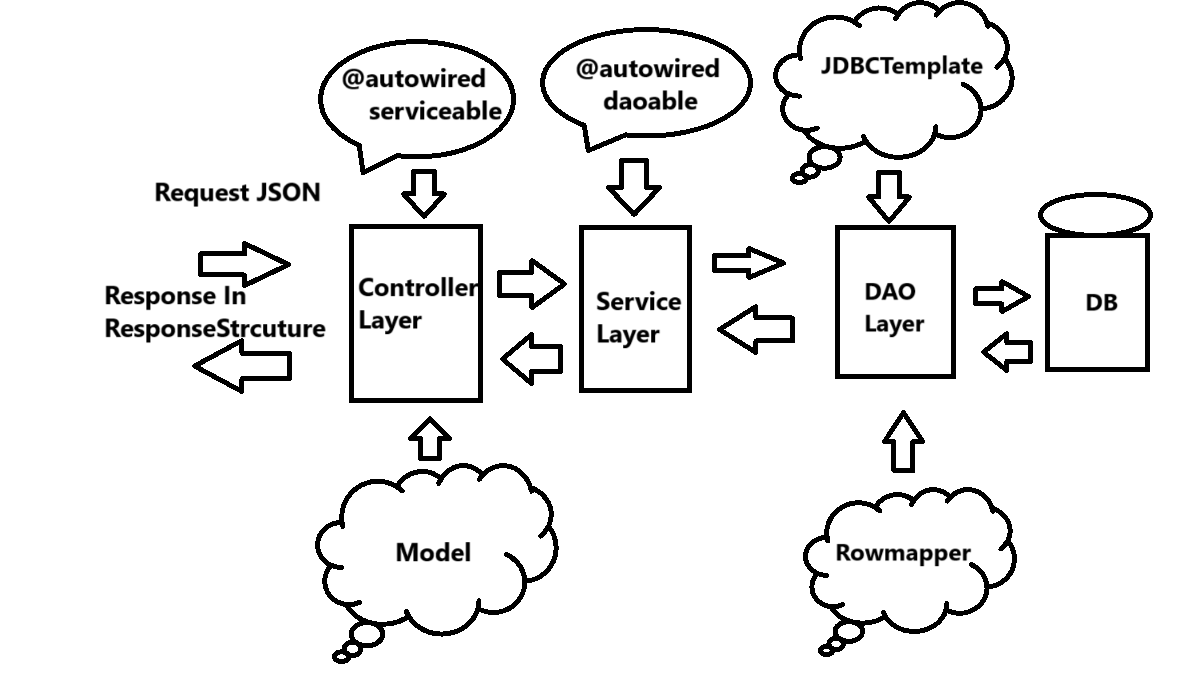 @autowired
serviceable
@autowired
daoable
JDBCTemplate
Request JSON
Response In
ResponseStrcuture
Controller
Layer
Service
Layer
DAO
Layer
DB
Model
Rowmapper